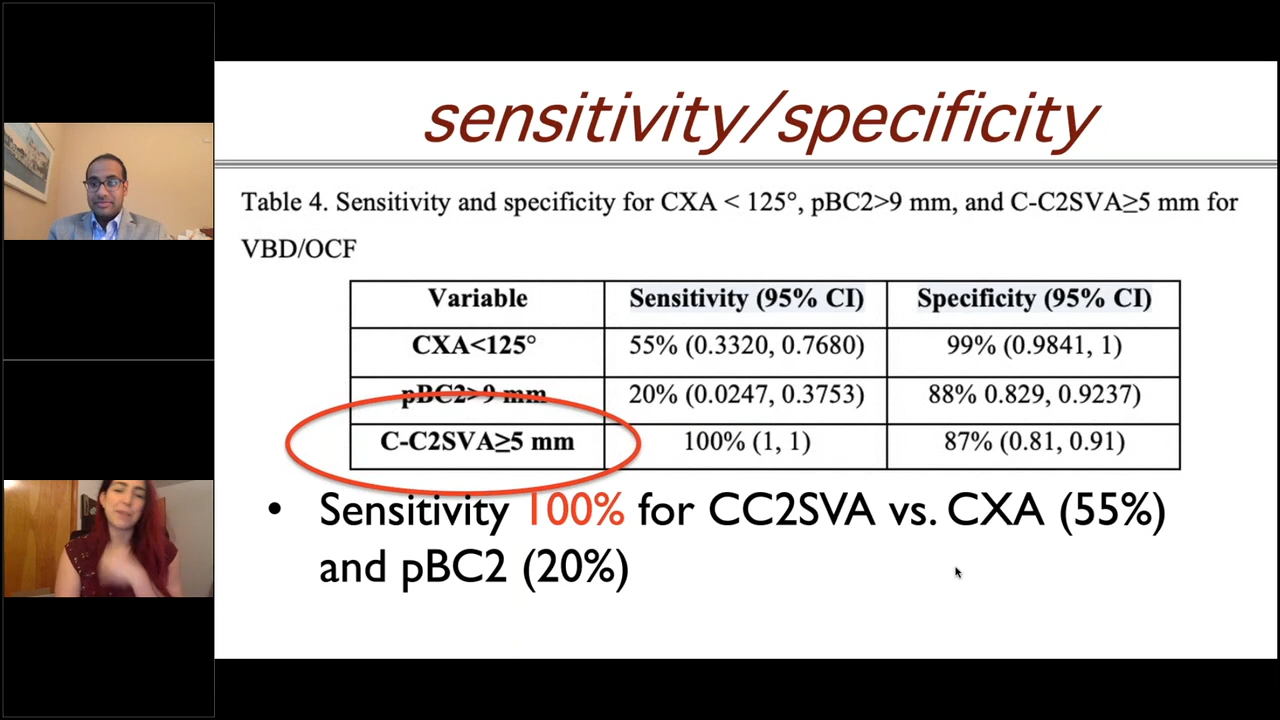 sensitivity/specificity
Table 4. Sensitivity and specificity for CXA < 125°, pBC2>9 mm, and C-C2SVA≥5 mm for
VBD/OCF
Variable Sensitivity (95% CI) Specificity (95% CI)
CXA<125° 55% (0.3320, 0.7680) 99% (0.9841, 1)
pBC2>9 mm 20% (0.0247, 0.3753) 88% 0.829, 0.9237)
C-C2SVA≥5 mm 100% (1, 1) 87% (0.81, 0.91)
• Sensitivity 100% for CC2SVA vs. CXA (55%)
and pBC2 (20%)